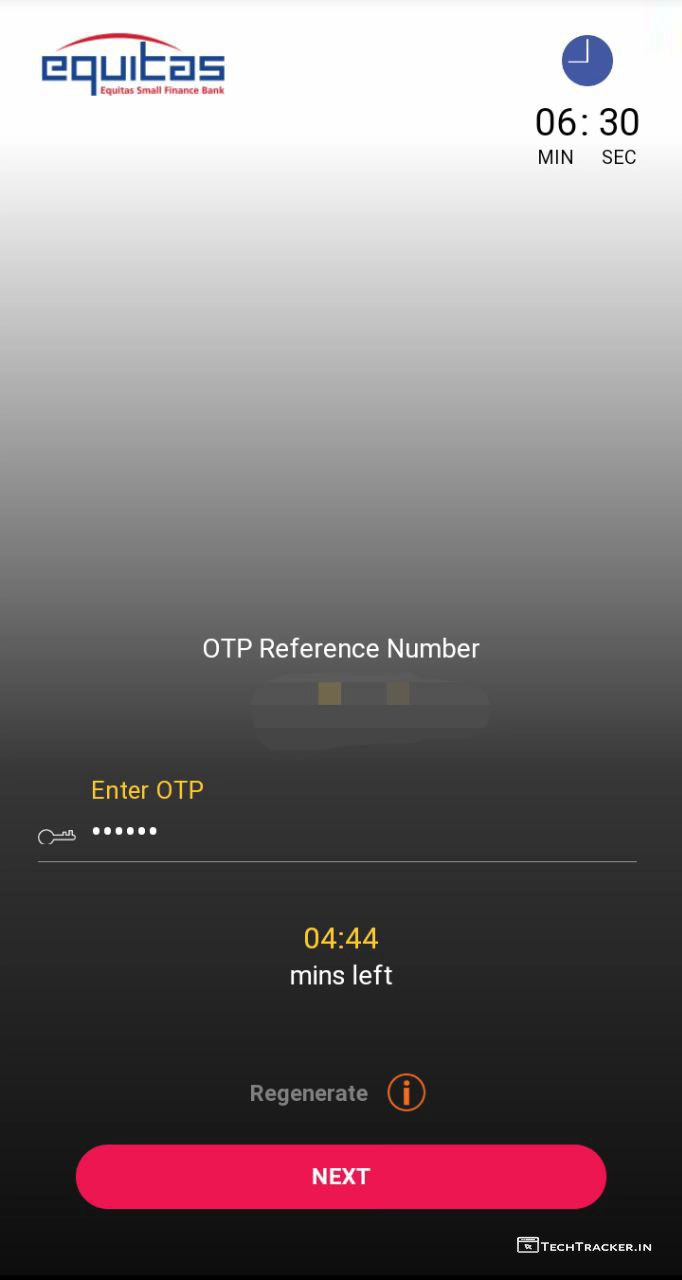 equitas
Equitas Small Finance Bank
06: 30
MIN SEC
OTP Reference Number
Enter OTP
••••••
04:44
mins left
Regenerate i
NEXT
TECHTRACKER.IN